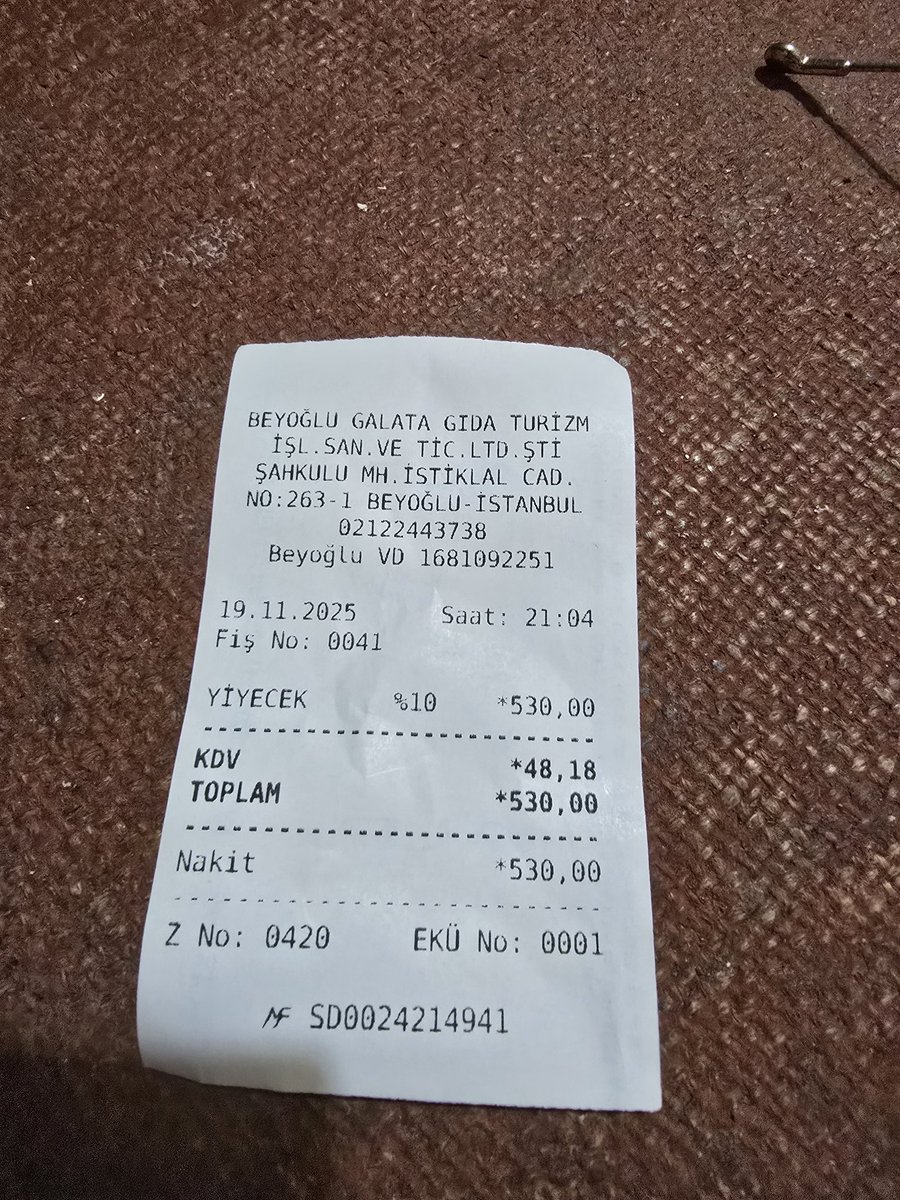 BEYOĞLU GALATA GIDA TURİZM
İŞL.SAN.VE TİC.LTD.ŞTİ
ŞAHKULU MH.İSTİKLAL CAD.
NO:263-1 BEYOĞLU-İSTANBUL
02122443738
Beyoğlu VD 1681092251
19.11.2025 Saat: 21:04
Fiş No: 0041
YİYECEK %10 *530,00
KDV *48,18
TOPLAM *530,00
Nakit *530,00
Z No: 0420 EKÜ No: 0001
MF SD0024214941